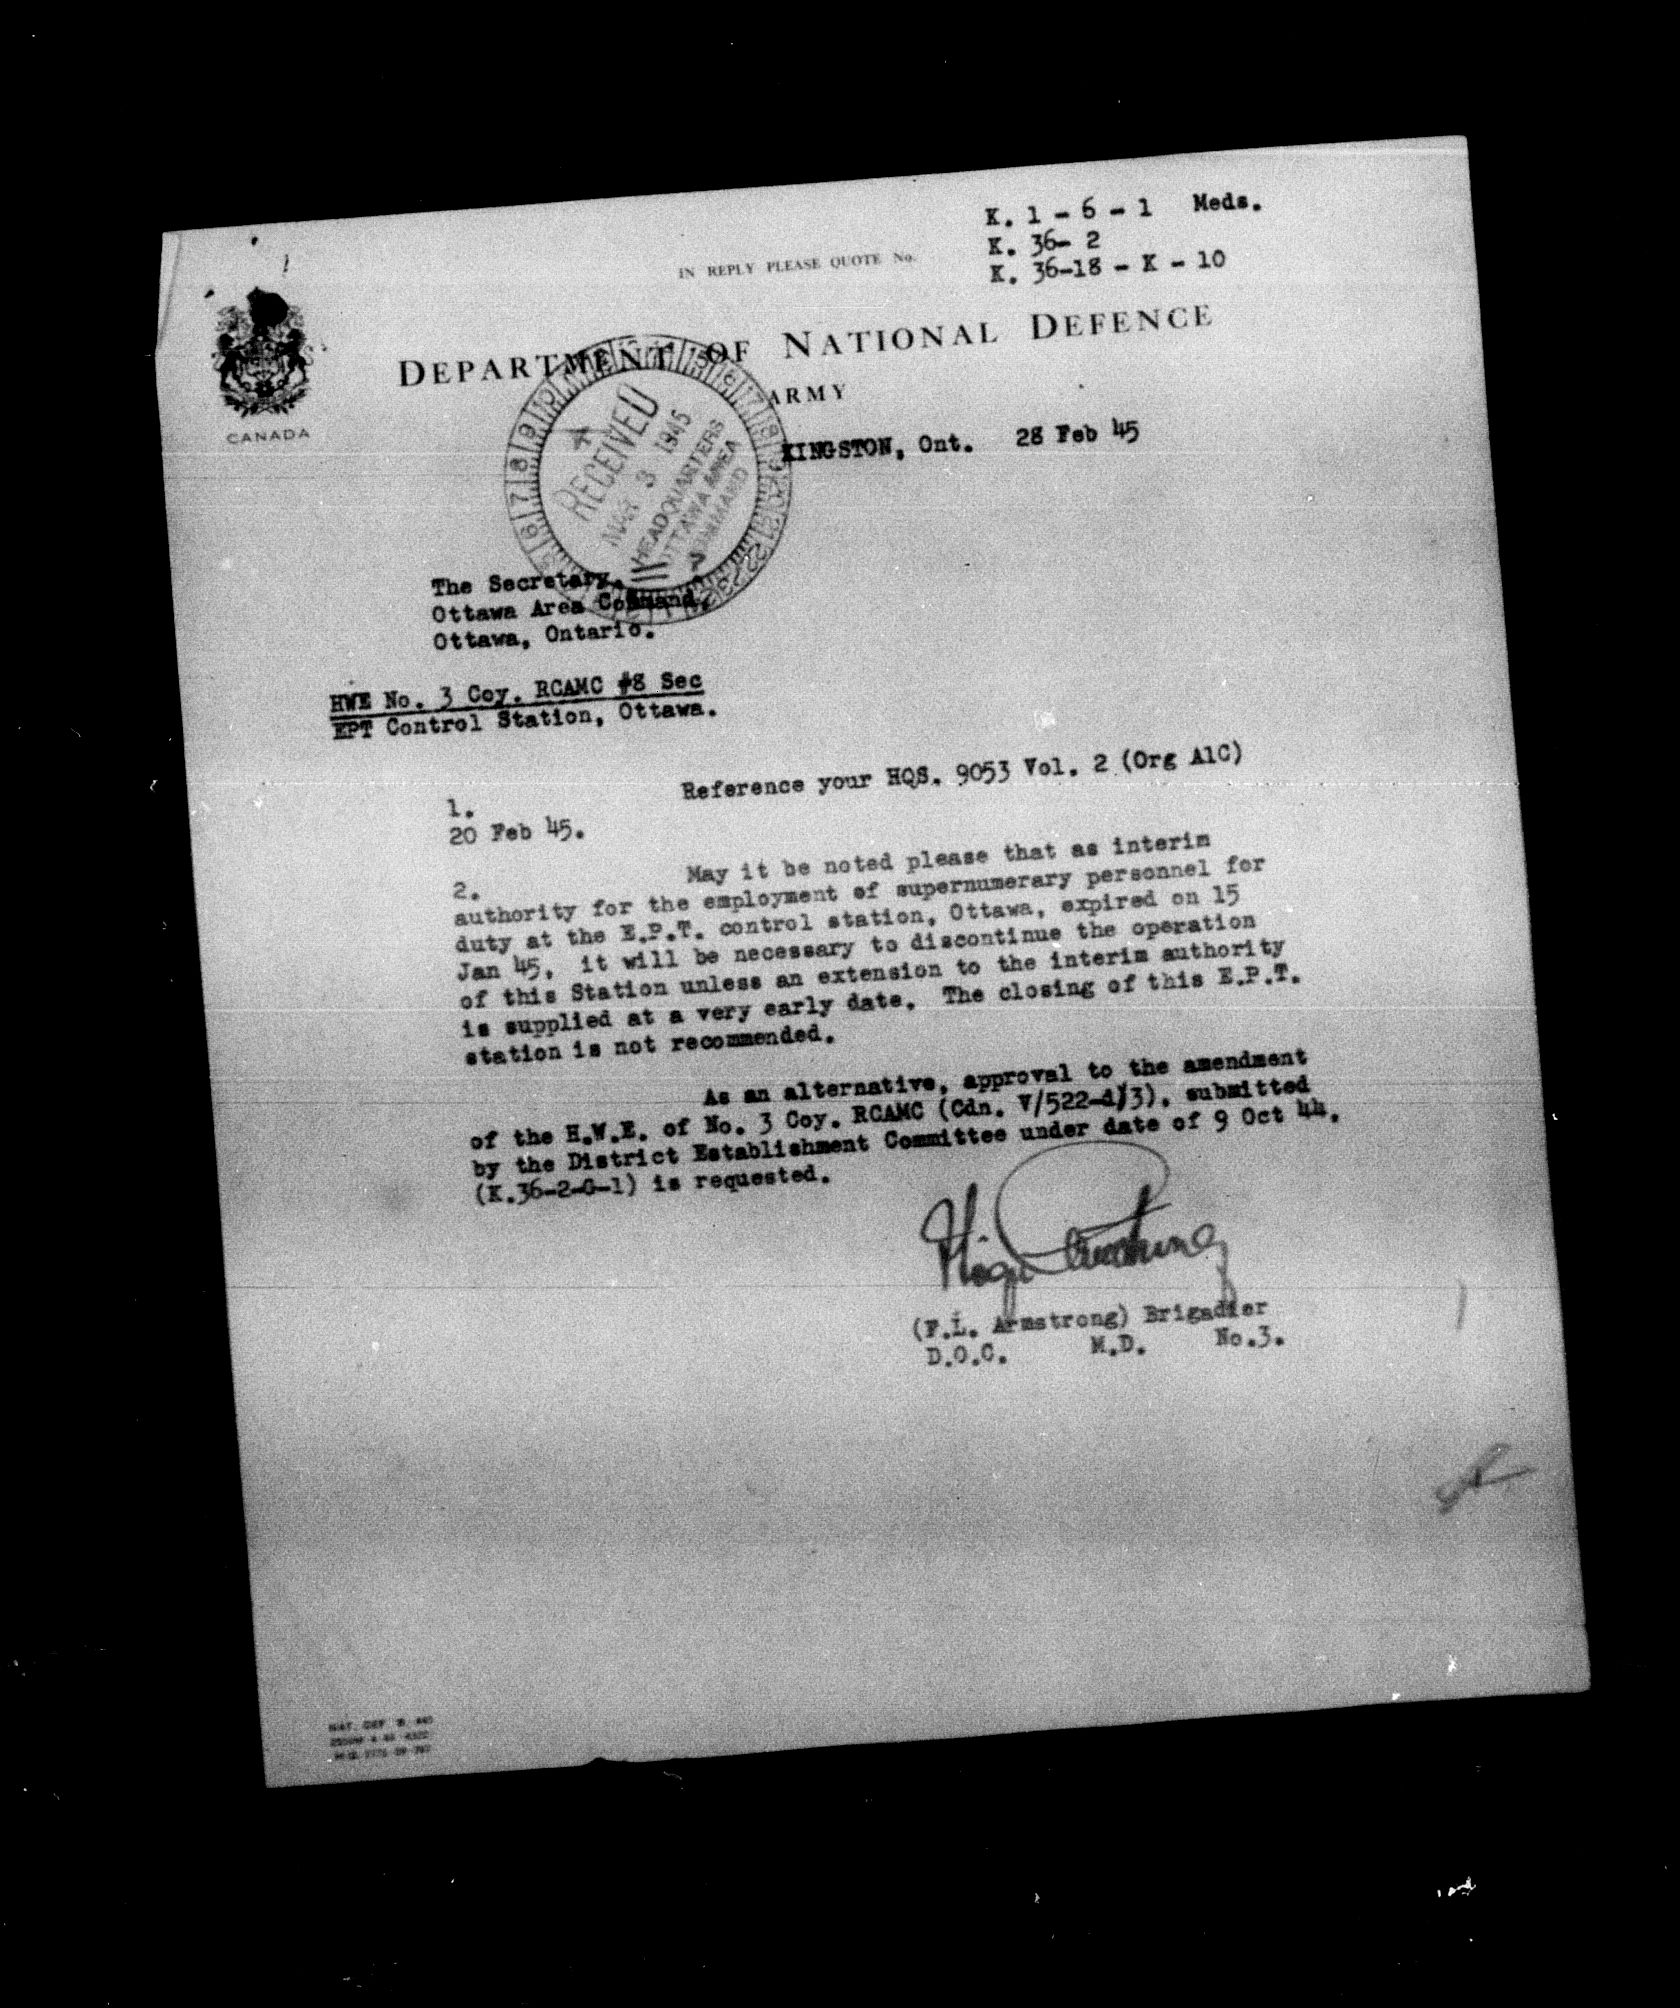 K. 1 - 6 - 1 Meds.
K. 36- 2
IN REPLY PLEASE QUOTE No.
K. 36-18 - K - 10
CANADA
DEPARTMENT OF NATIONAL DEFENCE
ARMY
KINGSTON, Ont. 28 Feb 45
RECEIVED
MAR 3 1945
HEADQUARTERS
OTTAWA AREA
COMMAND
The Secretary,
Ottawa Area Command,
Ottawa, Ontario.
HWE No. 3 Coy. RCAMC #8 Sec
EPT Control Station, Ottawa.
1. Reference your HQS. 9053 Vol. 2 (Org A1C)
20 Feb 45.
2. May it be noted please that as interim
authority for the employment of supernumerary personnel for
duty at the E.P.T. control station, Ottawa, expired on 15
Jan 45, it will be necessary to discontinue the operation
of this Station unless an extension to the interim authority
is supplied at a very early date. The closing of this E.P.T.
station is not recommended.
As an alternative, approval to the amendment
of the H.W.E. of No. 3 Coy. RCAMC (Cdn. V/522-1/3), submitted
by the District Establishment Committee under date of 9 Oct 44,
(K.36-2-0-1) is requested.
(F.L. Armstrong) Brigadier
D.O.C. M.D. No.3.
NAT. DEF B 440